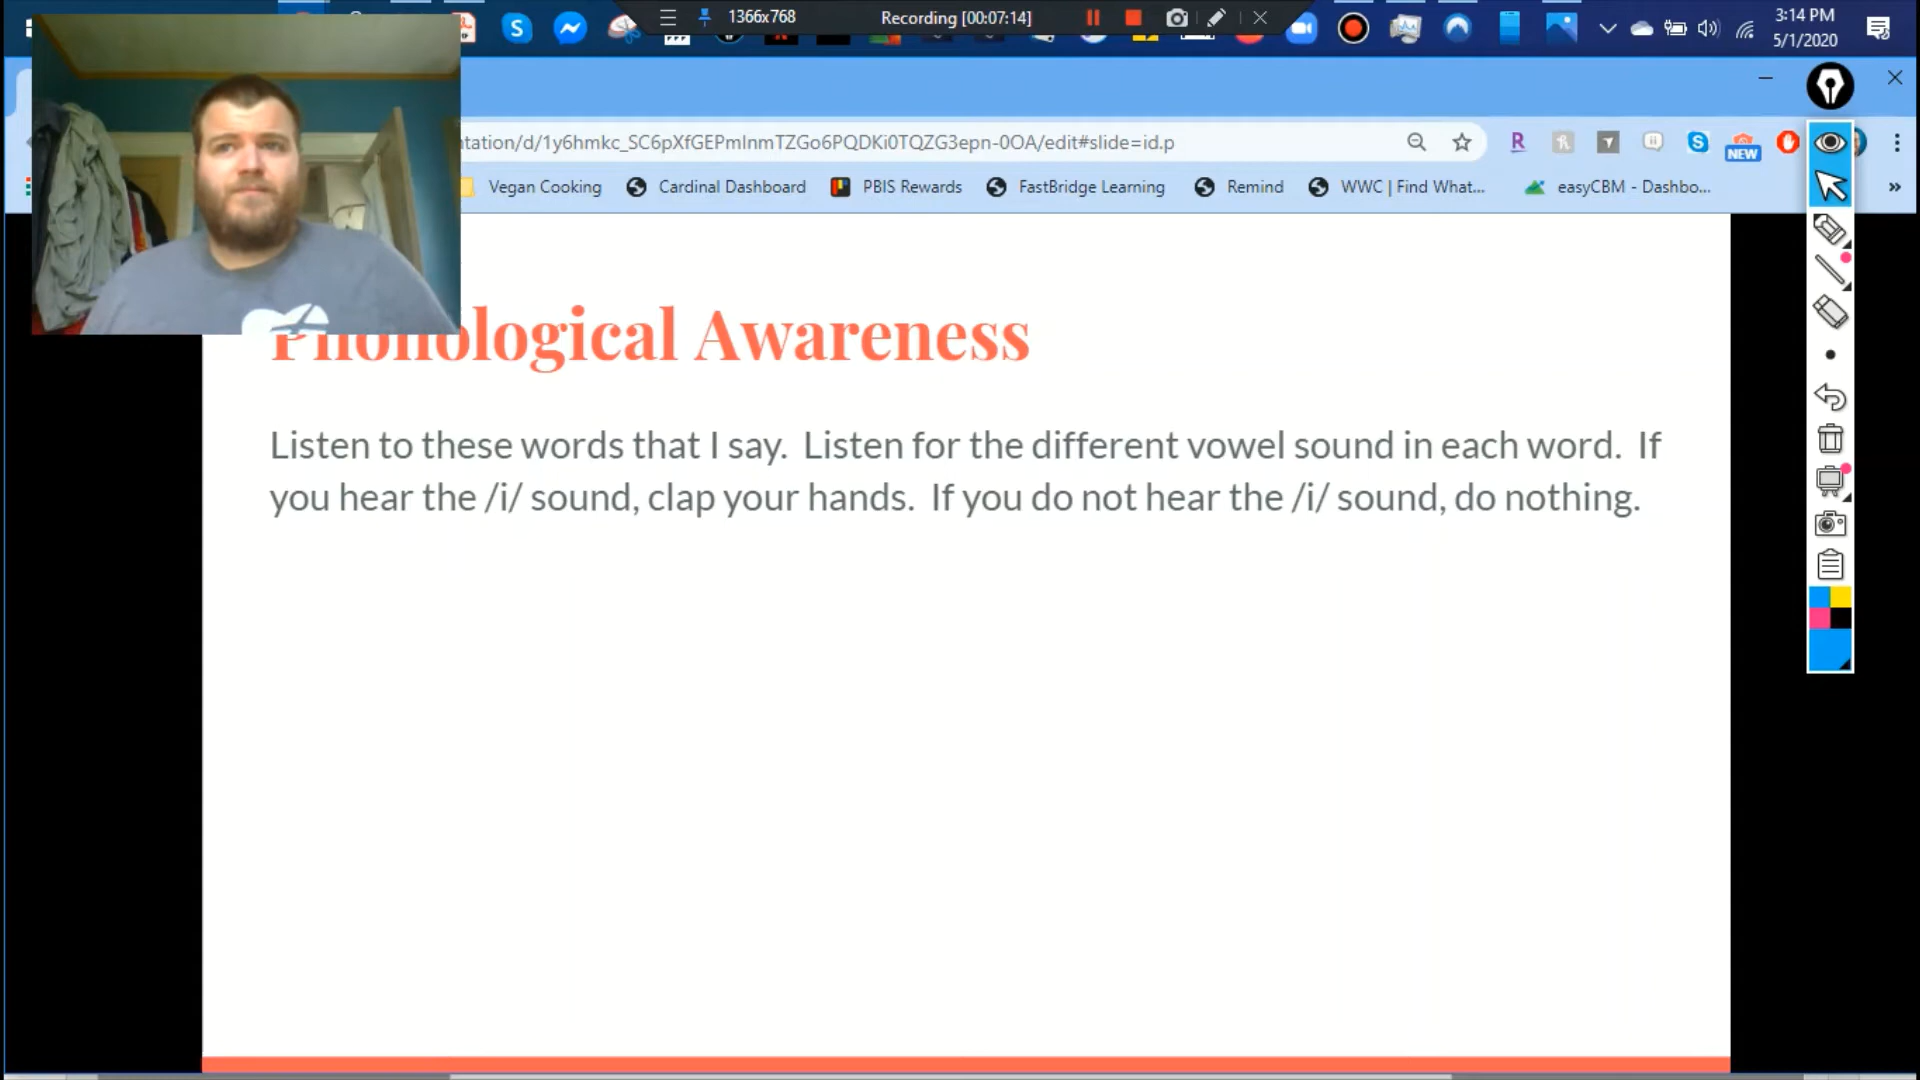 1366x768
Recording [00:07:14]
3:14 PM
5/1/2020
ntation/d/1y6hmkc_SC6pXfGEPmInmTZGo6PQDKi0TQZG3epn-0OA/edit#slide=id.p
NEW
Vegan Cooking
Cardinal Dashboard
PBIS Rewards
FastBridge Learning
Remind
WWC | Find What...
easyCBM - Dashbo...
Phonological Awareness
Listen to these words that I say. Listen for the different vowel sound in each word. If
you hear the /i/ sound, clap your hands. If you do not hear the /i/ sound, do nothing.